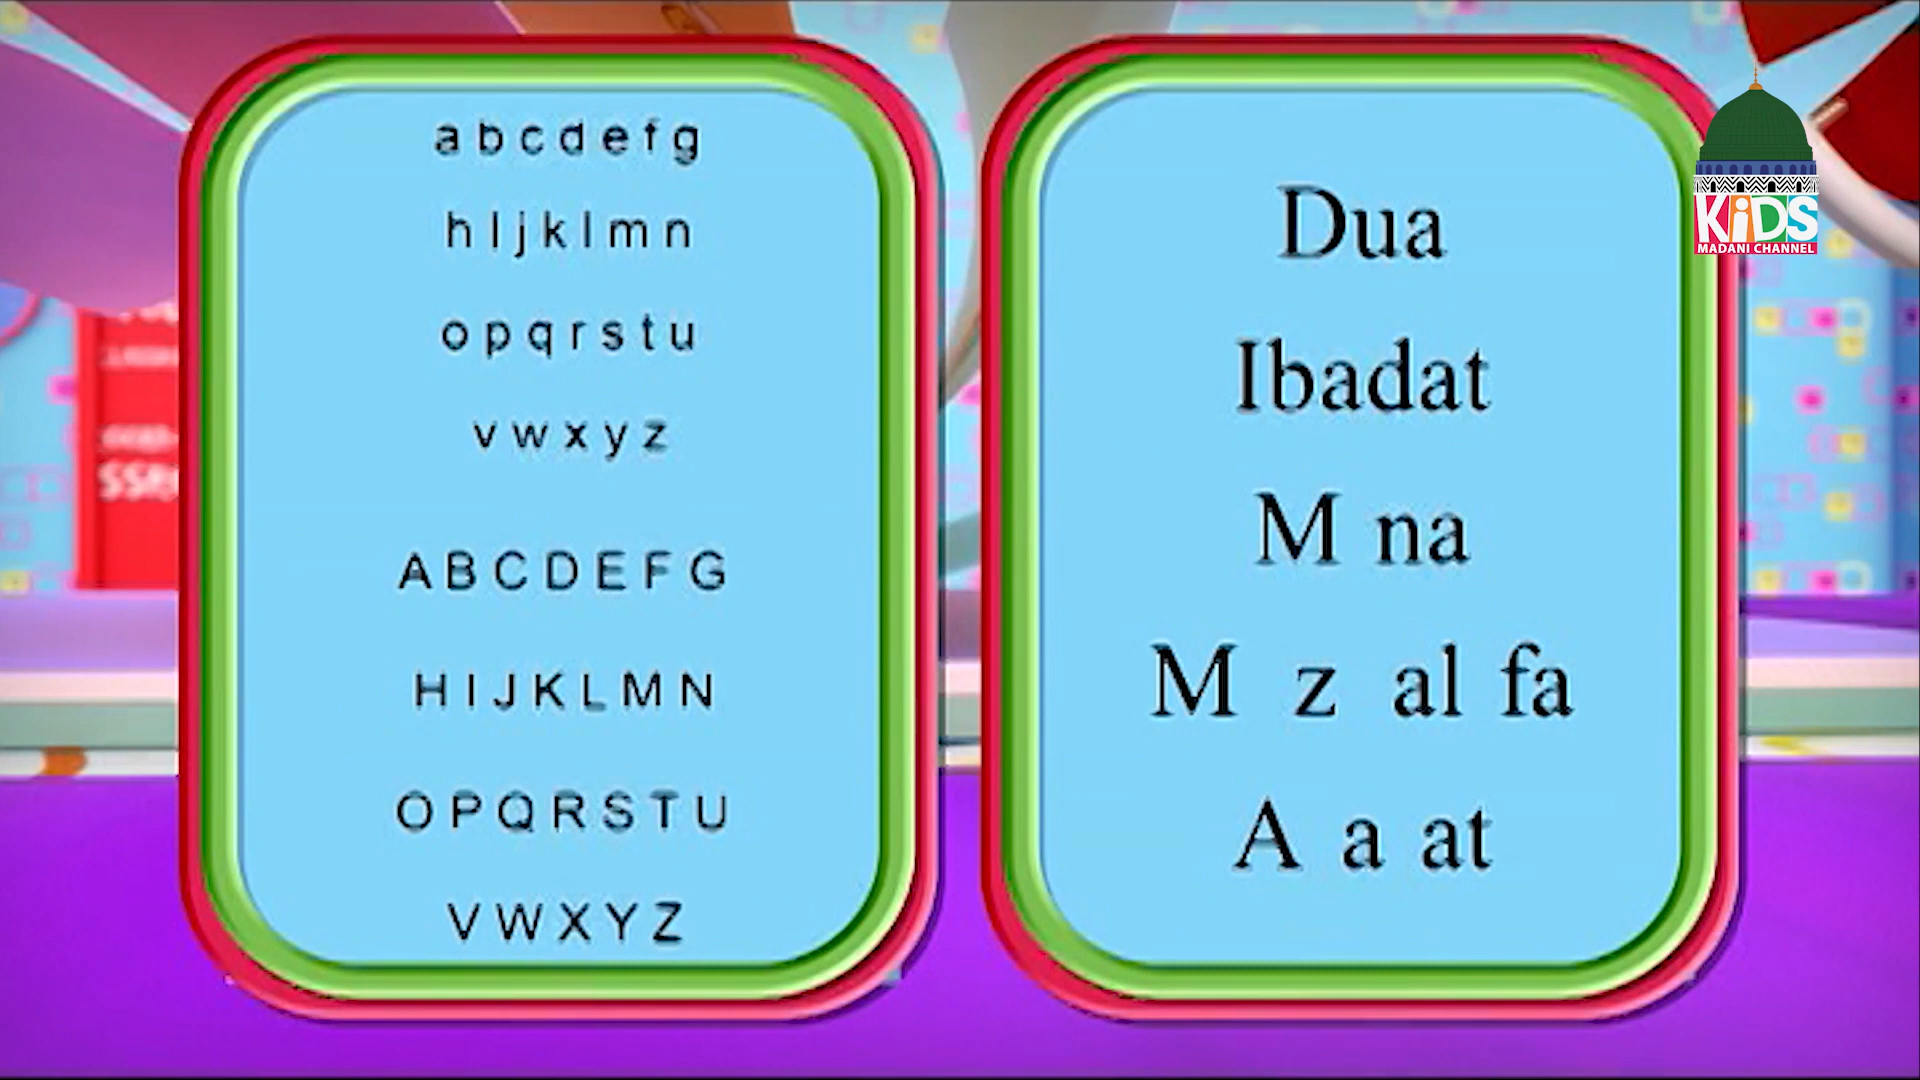 a b c d e f g
h I j k l m n
o p q r s t u
v w x y z
A B C D E F G
H I J K L M N
O P Q R S T U
V W X Y Z
Dua
Ibadat
M na
M z al fa
A a at
KiDS
MADANI CHANNEL